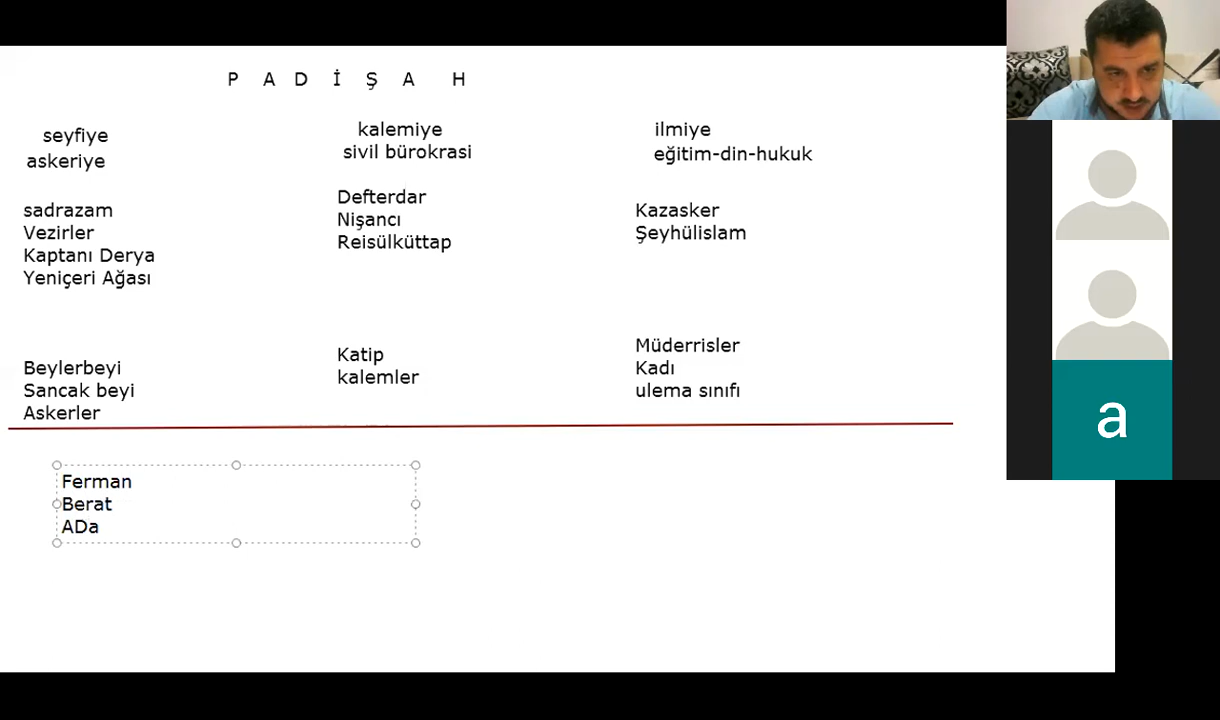 P A D İ Ş A H
seyfiye
askeriye
sadrazam
Vezirler
Kaptanı Derya
Yeniçeri Ağası
Beylerbeyi
Sancak beyi
Askerler
kalemiye
sivil bürokrasi
Defterdar
Nişancı
Reisülküttap
Katip
kalemler
ilmiye
eğitim-din-hukuk
Kazasker
Şeyhülislam
Müderrisler
Kadı
ulema sınıfı
Ferman
Berat
ADa
a